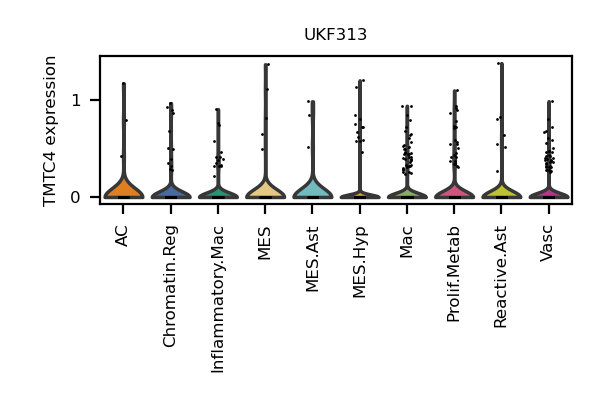 UKF313
TMTC4 expression
1
0
AC
Chromatin.Reg
Inflammatory.Mac
MES
MES.Ast
MES.Hyp
Mac
Prolif.Metab
Reactive.Ast
Vasc